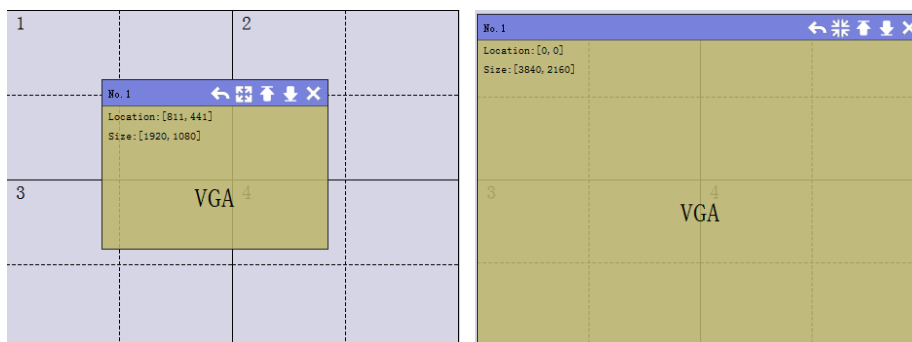 1
2
No. 1
Location:[811, 441]
Size:[1920, 1080]
3
VGA
4
No. 1
Location:[0, 0]
Size:[3840, 2160]
3
4
VGA